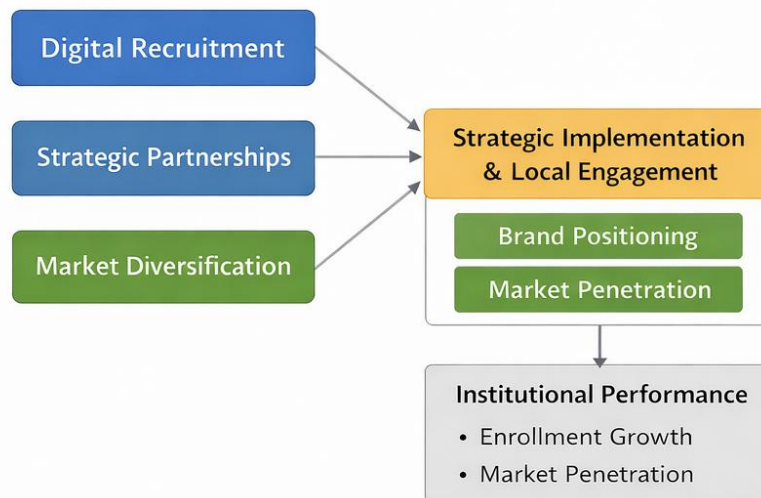 Digital Recruitment
Strategic Partnerships
Market Diversification
Strategic Implementation
& Local Engagement
Brand Positioning
Market Penetration
Institutional Performance
• Enrollment Growth
• Market Penetration